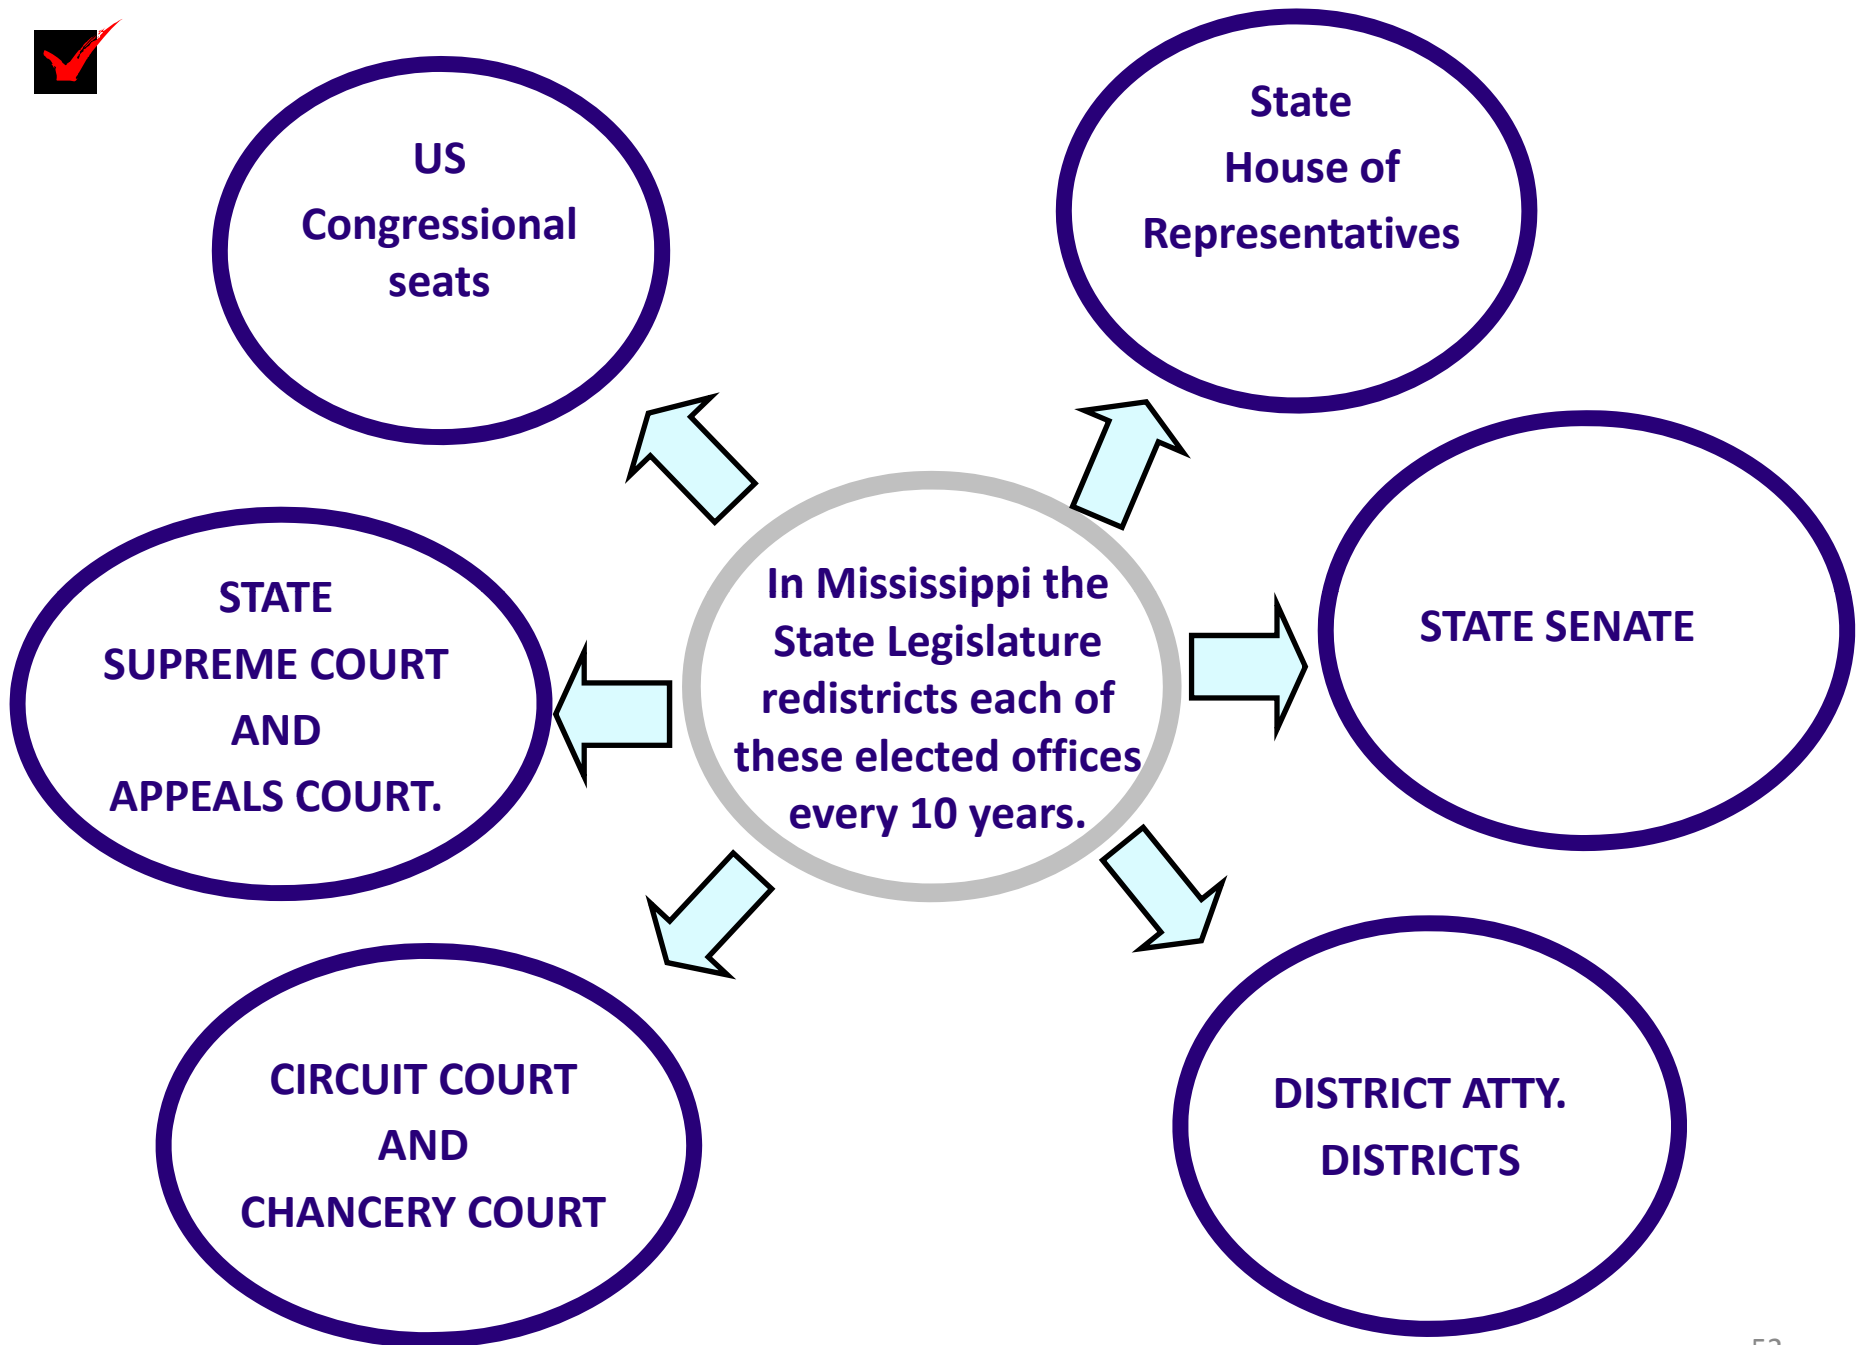 US
Congressional
seats
State
House of
Representatives
STATE
SUPREME COURT
AND
APPEALS COURT.
In Mississippi the
State Legislature
redistricts each of
these elected offices
every 10 years.
STATE SENATE
CIRCUIT COURT
AND
CHANCERY COURT
DISTRICT ATTY.
DISTRICTS